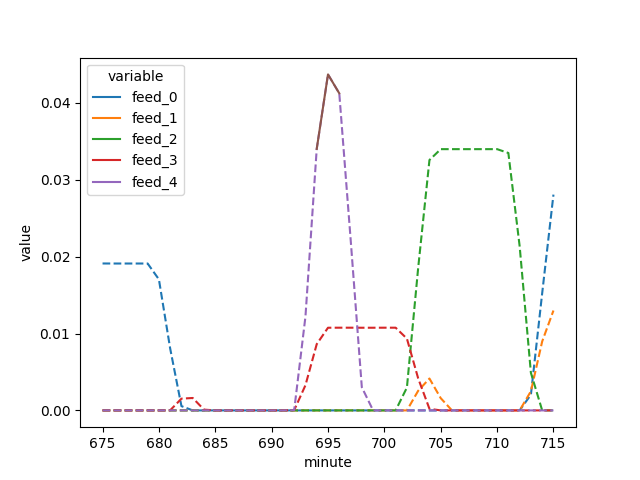 variable
feed_0
feed_1
feed_2
feed_3
feed_4
value
0.04
0.03
0.02
0.01
0.00
675 680 685 690 695 700 705 710 715
minute